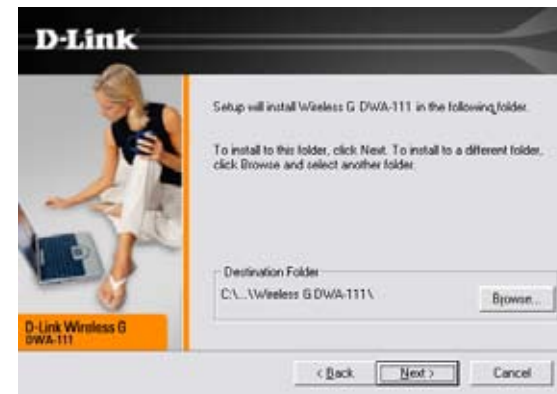 D-Link
Setup will install Wireless G DWA-111 in the following folder.
To install to this folder, click Next. To install to a different folder,
click Browse and select another folder.
Destination Folder
C:\...\Wireless G DWA-111\
Browse...
D-Link Wireless G
DWA-111
< Back
Next >
Cancel